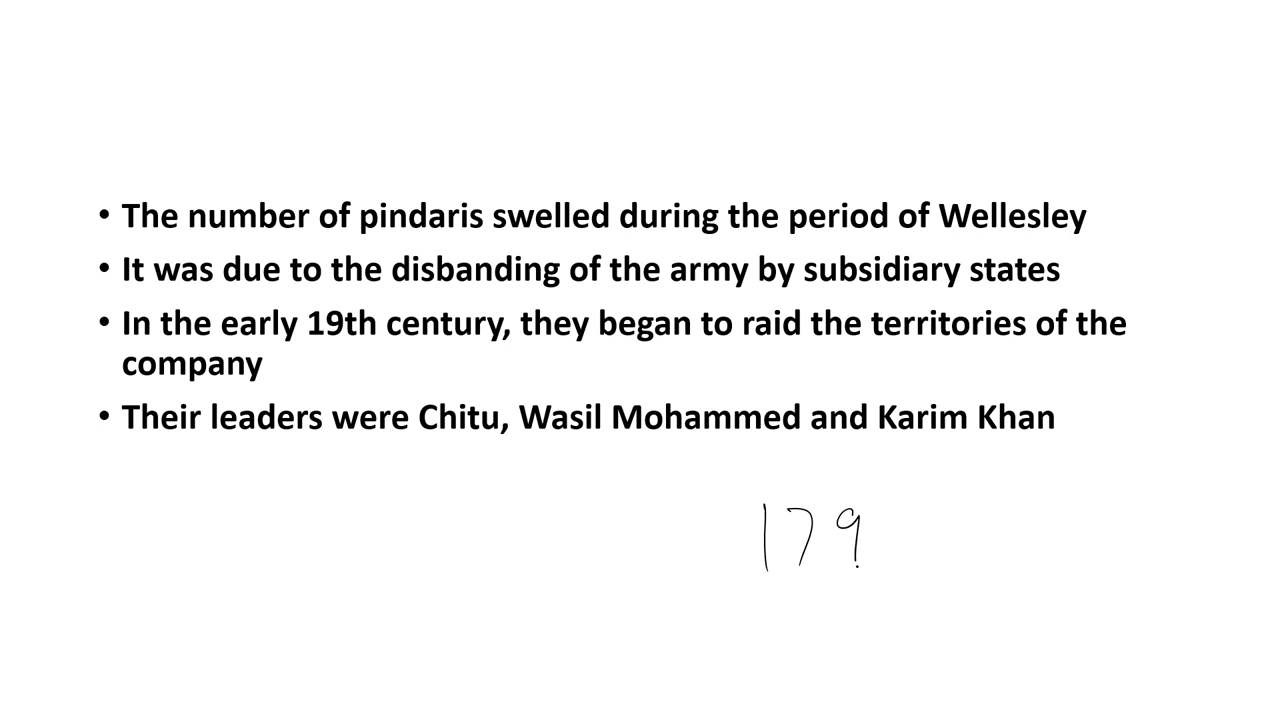 • The number of pindaris swelled during the period of Wellesley
• It was due to the disbanding of the army by subsidiary states
• In the early 19th century, they began to raid the territories of the
company
• Their leaders were Chitu, Wasil Mohammed and Karim Khan
179